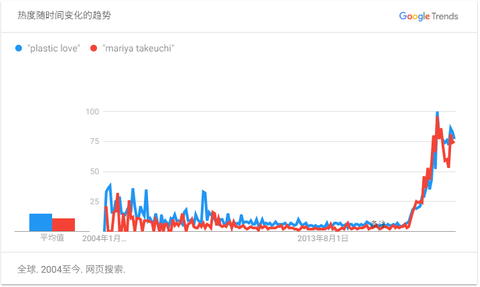 热度随时间变化的趋势
Google Trends
"plastic love" "mariya takeuchi"
100
75
50
25
平均值
2004年1月... 2013年8月1日
全球. 2004至今. 网页搜索.